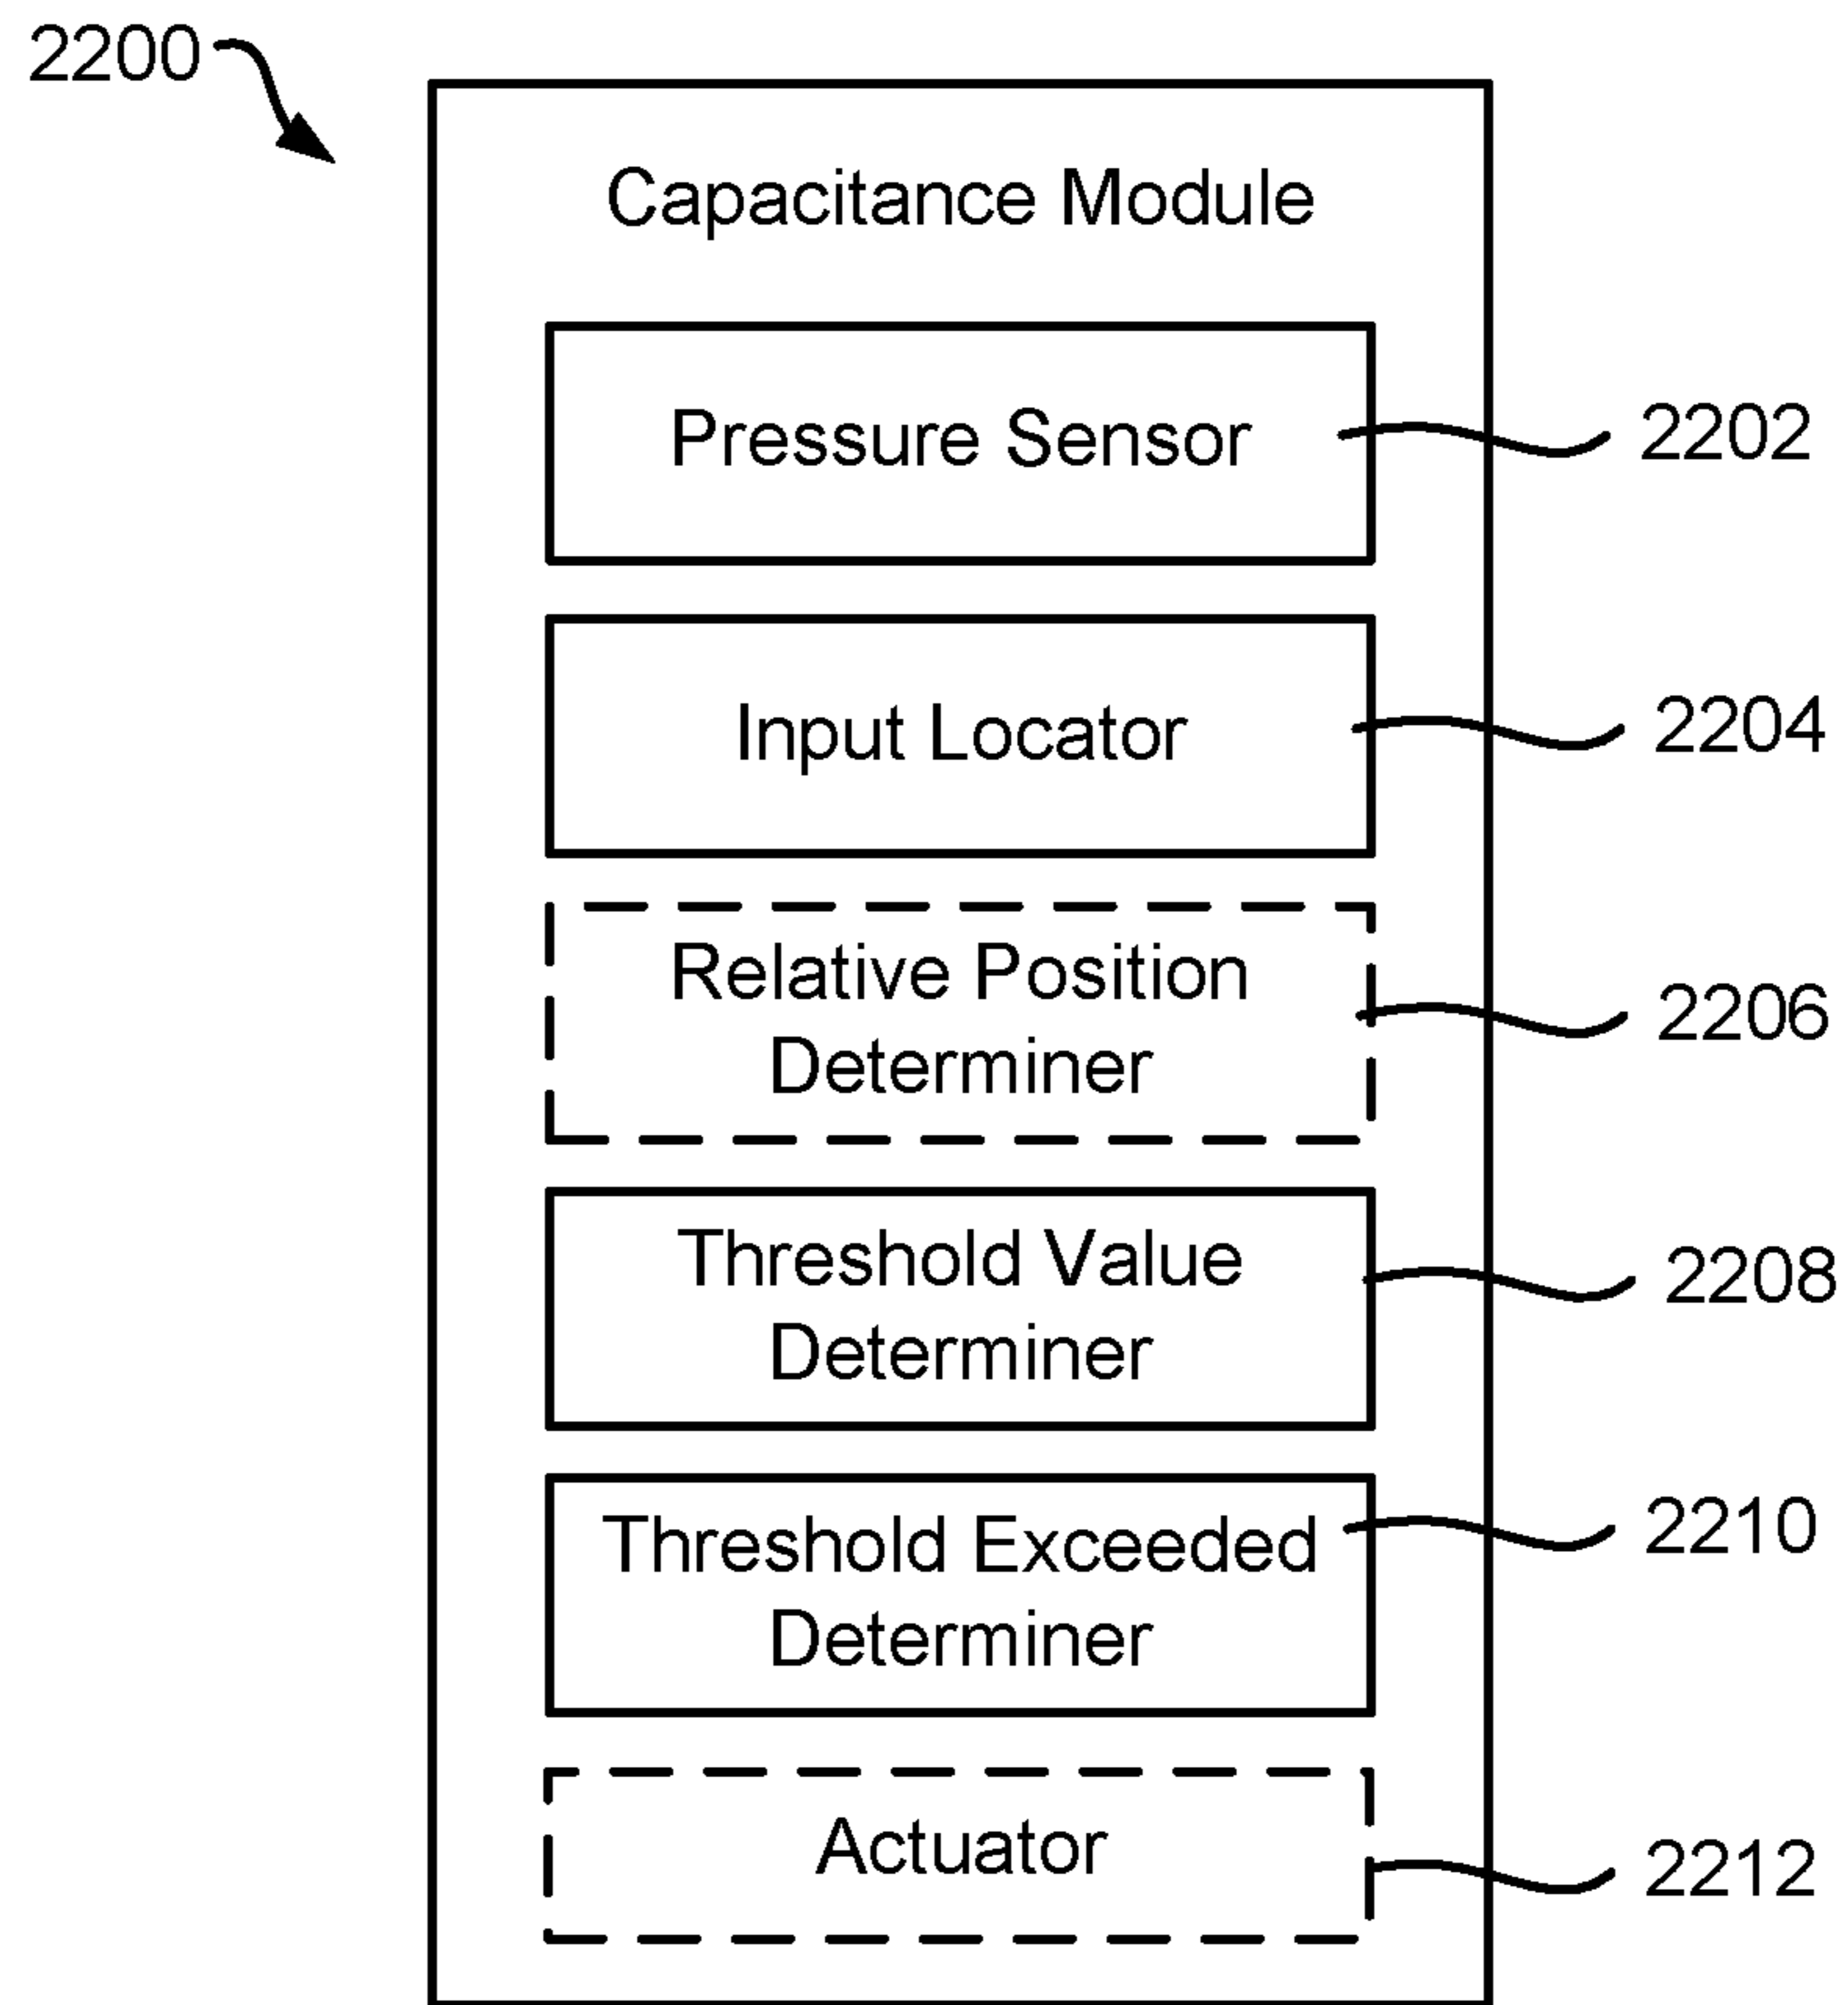 2200
Capacitance Module
Pressure Sensor
2202
Input Locator
2204
Relative Position
Determiner
2206
Threshold Value
Determiner
2208
Threshold Exceeded
Determiner
2210
Actuator
2212